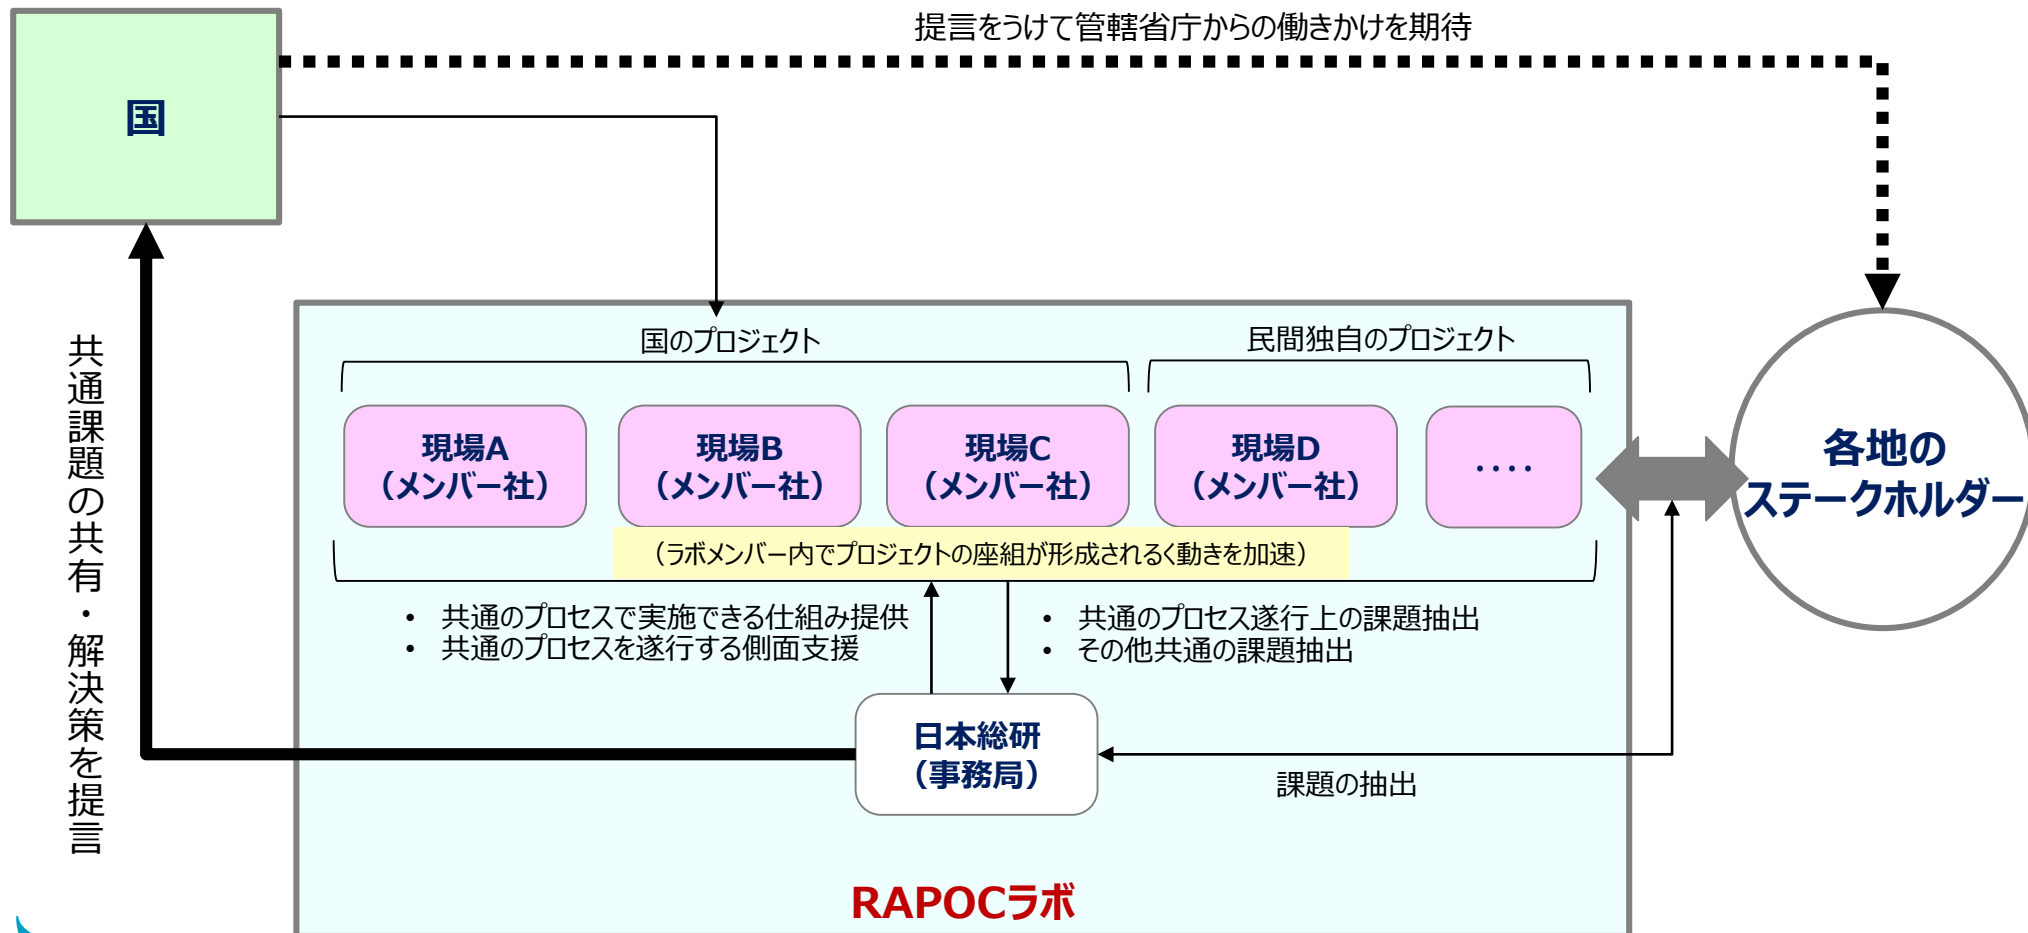 提言をうけて管轄省庁からの働きかけを期待
国
共通課題の共有・解決策を提言
国のプロジェクト
民間独自のプロジェクト
現場A
（メンバー社）
現場B
（メンバー社）
現場C
（メンバー社）
現場D
（メンバー社）
････
各地の
ステークホルダー
（ラボメンバー内でプロジェクトの座組が形成されるく動きを加速）
• 共通のプロセスで実施できる仕組み提供
• 共通のプロセスを遂行する側面支援
• 共通のプロセス遂行上の課題抽出
• その他共通の課題抽出
日本総研
（事務局）
課題の抽出
RAPOCラボ